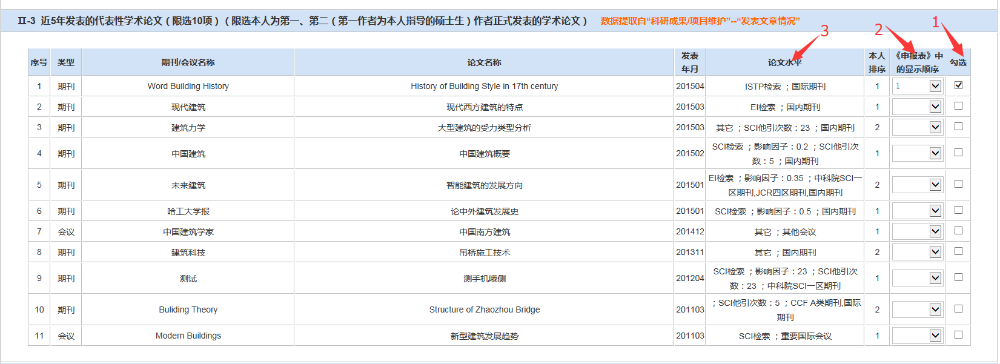 II-3 近5年发表的代表性学术论文（限选10项）（限选本人为第一、第二（第一作者为本人指导的硕士生）作者正式发表的学术论文） 数据提取自“科研成果/项目维护”--“发表文章情况”
3 2 1
序号 类型 期刊/会议名称 论文名称 发表年月 论文水平 本人排序 《申报表》中的显示顺序 勾选
1 期刊 Word Building History History of Building Style in 17th century 201504 ISTP检索 ；国际期刊 1 1
2 期刊 现代建筑 现代西方建筑的特点 201503 EI检索 ；国内期刊 1
3 期刊 建筑力学 大型建筑的受力类型分析 201503 其它 ；SCI他引次数：23 ；国内期刊 2
4 期刊 中国建筑 中国建筑概要 201502 SCI检索 ；影响因子：0.2 ；SCI他引次数：5 ；国内期刊 1
5 期刊 未来建筑 智能建筑的发展方向 201501 EI检索 ；影响因子：0.35 ；中科院SCI一区期刊,JCR四区期刊,国内期刊 2
6 期刊 哈工大学报 论中外建筑发展史 201501 SCI检索 ；影响因子：0.5 ；国内期刊 1
7 会议 中国建筑学家 中国南方建筑 201412 其它 ；其他会议 1
8 期刊 建筑科技 吊桥施工技术 201311 其它 ；国内期刊 2
9 期刊 测试 测手机哦侧 201204 SCI检索 ；影响因子：23 ；SCI他引次数：23 ；中科院SCI一区期刊 1
10 期刊 Buliding Theory Structure of Zhaozhou Bridge 201103 ；SCI他引次数：5 ；CCF A类期刊,国际期刊 2
11 会议 Modern Buildings 新型建筑发展趋势 201103 SCI检索 ；重要国际会议 1